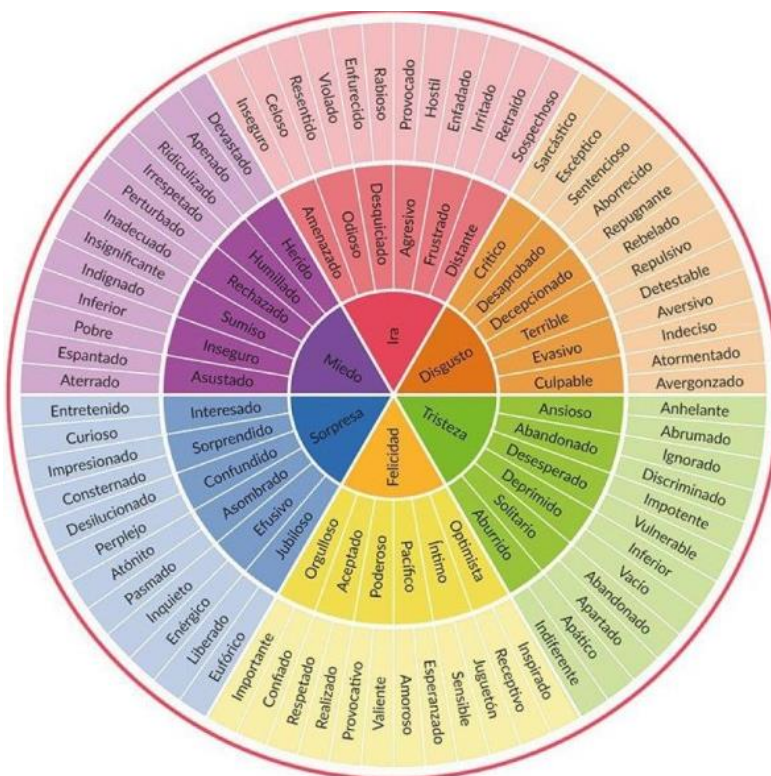 Ira
Disgusto
Tristeza
Felicidad
Sorpresa
Miedo
Amenazado
Odioso
Desquiciado
Agresivo
Frustrado
Distante
Crítico
Desaprobado
Decepcionado
Terrible
Evasivo
Culpable
Ansioso
Abandonado
Desesperado
Deprimido
Solitario
Aburrido
Optimista
Íntimo
Pacífico
Poderoso
Aceptado
Orgulloso
Jubiloso
Efusivo
Asombrado
Confundido
Sorprendido
Interesado
Asustado
Inseguro
Sumiso
Rechazado
Humillado
Herido
Inseguro
Celoso
Resentido
Violado
Enfurecido
Rabioso
Provocado
Hostil
Enfadado
Irritado
Retraído
Sospechoso
Sarcástico
Escéptico
Sentencioso
Aborrecido
Repugnante
Rebelado
Repulsivo
Detestable
Aversivo
Indeciso
Atormentado
Avergonzado
Anhelante
Abrumado
Ignorado
Discriminado
Impotente
Vulnerable
Inferior
Vacío
Abandonado
Apartado
Apático
Indiferente
Inspirado
Receptivo
Juguetón
Sensible
Esperanzado
Amoroso
Valiente
Provocativo
Realizado
Respetado
Confiado
Importante
Eufórico
Liberado
Enérgico
Inquieto
Pasmado
Atónito
Perplejo
Desilucionado
Consternado
Impresionado
Curioso
Entretenido
Aterrado
Espantado
Pobre
Inferior
Indignado
Insignificante
Inadecuado
Perturbado
Irrespetado
Ridiculizado
Apenado
Devastado